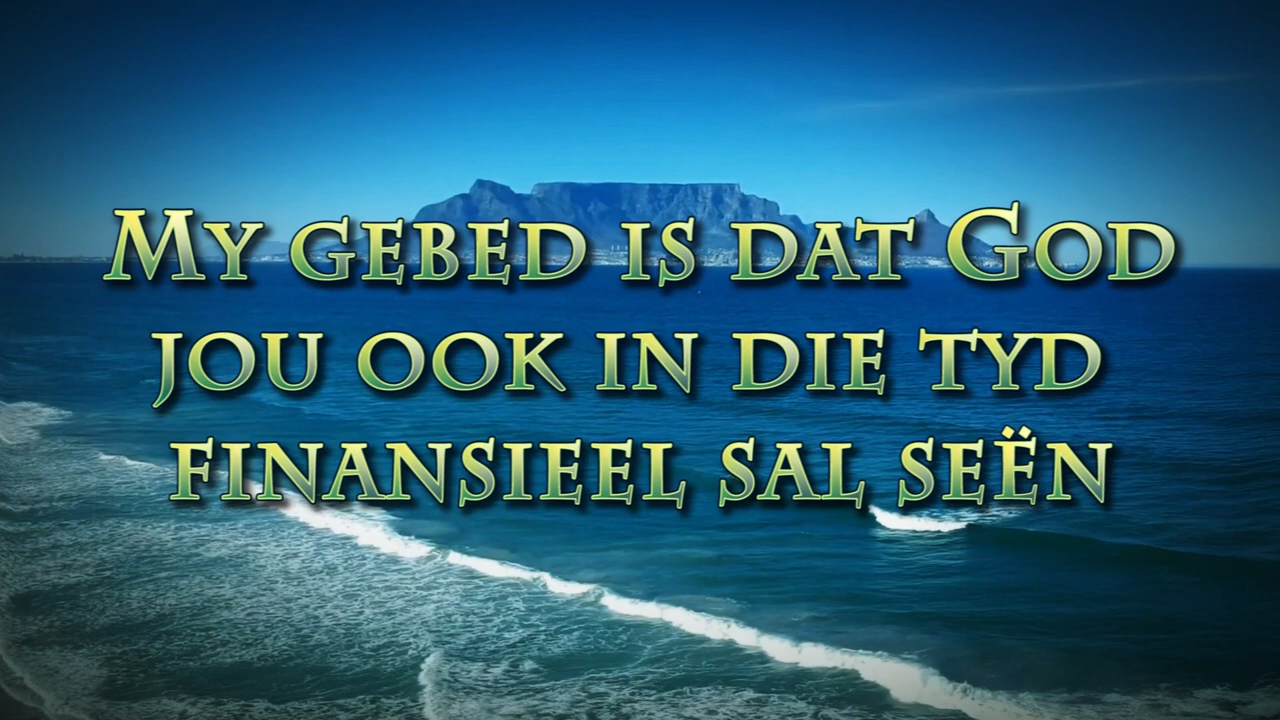 My gebed is dat God
jou ook in die tyd
finansieel sal seën